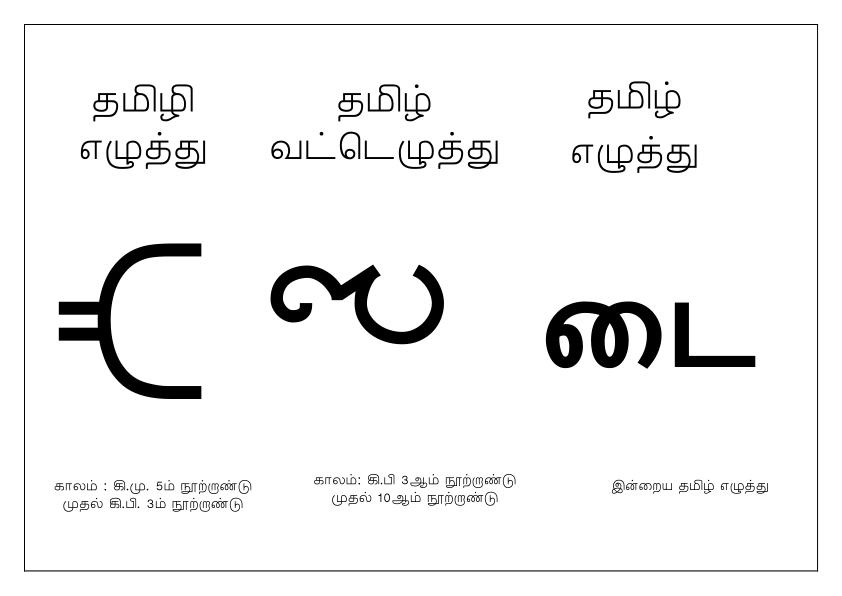 தமிழி
எழுத்து
தமிழ்
வட்டெழுத்து
தமிழ்
எழுத்து
டை
காலம் : கி.மு. 5ம் நூற்றாண்டு
முதல் கி.பி. 3ம் நூற்றாண்டு
காலம்: கி.பி 3ஆம் நூற்றாண்டு
முதல் 10ஆம் நூற்றாண்டு
இன்றைய தமிழ் எழுத்து